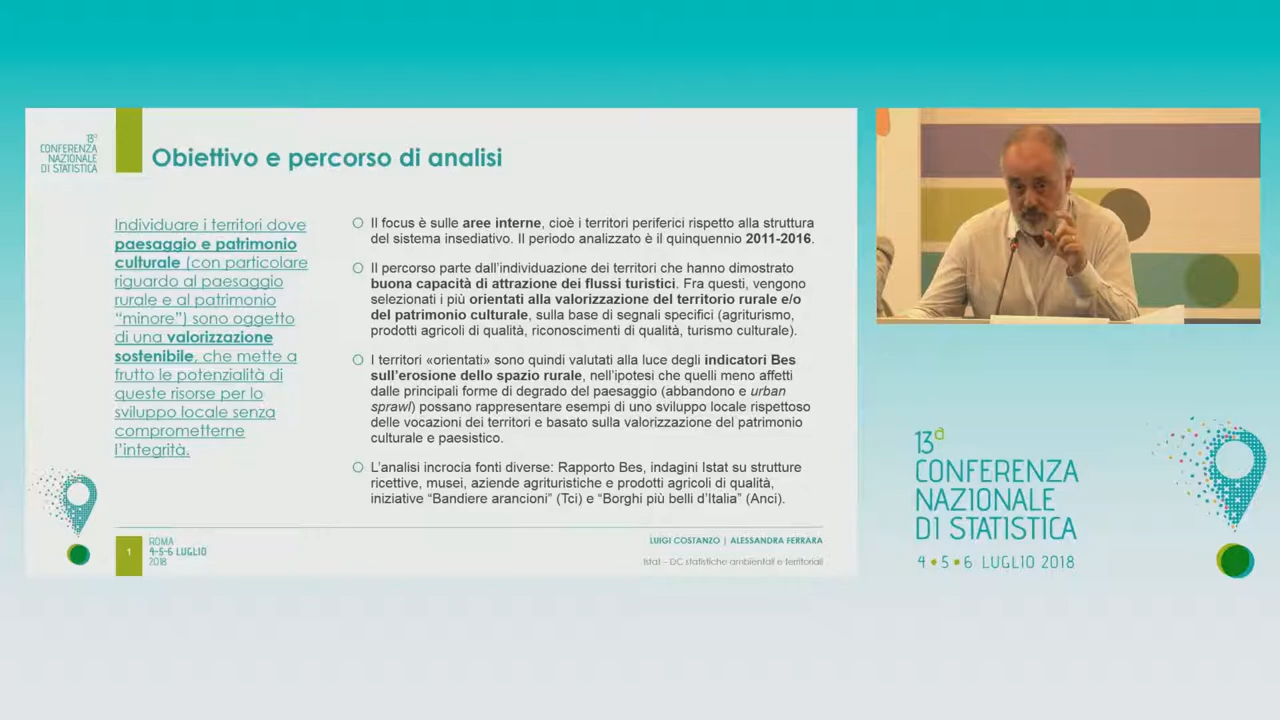 13ª
CONFERENZA
NAZIONALE
DI STATISTICA
Obiettivo e percorso di analisi
Individuare i territori dove
paesaggio e patrimonio
culturale (con particolare
riguardo al paesaggio
rurale e al patrimonio
“minore”) sono oggetto
di una valorizzazione
sostenibile, che mette a
frutto le potenzialità di
queste risorse per lo
sviluppo locale senza
comprometterne
l’integrità.
Il focus è sulle aree interne, cioè i territori periferici rispetto alla struttura
del sistema insediativo. Il periodo analizzato è il quinquennio 2011-2016.
Il percorso parte dall’individuazione dei territori che hanno dimostrato
buona capacità di attrazione dei flussi turistici. Fra questi, vengono
selezionati i più orientati alla valorizzazione del territorio rurale e/o
del patrimonio culturale, sulla base di segnali specifici (agriturismo,
prodotti agricoli di qualità, riconoscimenti di qualità, turismo culturale).
I territori «orientati» sono quindi valutati alla luce degli indicatori Bes
sull’erosione dello spazio rurale, nell’ipotesi che quelli meno affetti
dalle principali forme di degrado del paesaggio (abbandono e urban
sprawl) possano rappresentare esempi di uno sviluppo locale rispettoso
delle vocazioni dei territori e basato sulla valorizzazione del patrimonio
culturale e paesistico.
L’analisi incrocia fonti diverse: Rapporto Bes, indagini Istat su strutture
ricettive, musei, aziende agrituristiche e prodotti agricoli di qualità,
iniziative “Bandiere arancioni” (Tci) e “Borghi più belli d’Italia” (Anci).
1
ROMA
4-5-6 LUGLIO
2018
LUIGI COSTANZO | ALESSANDRA FERRARA
Istat – DC statistiche ambientali e territoriali
13ª
CONFERENZA
NAZIONALE
DI STATISTICA
4 • 5 • 6 LUGLIO 2018